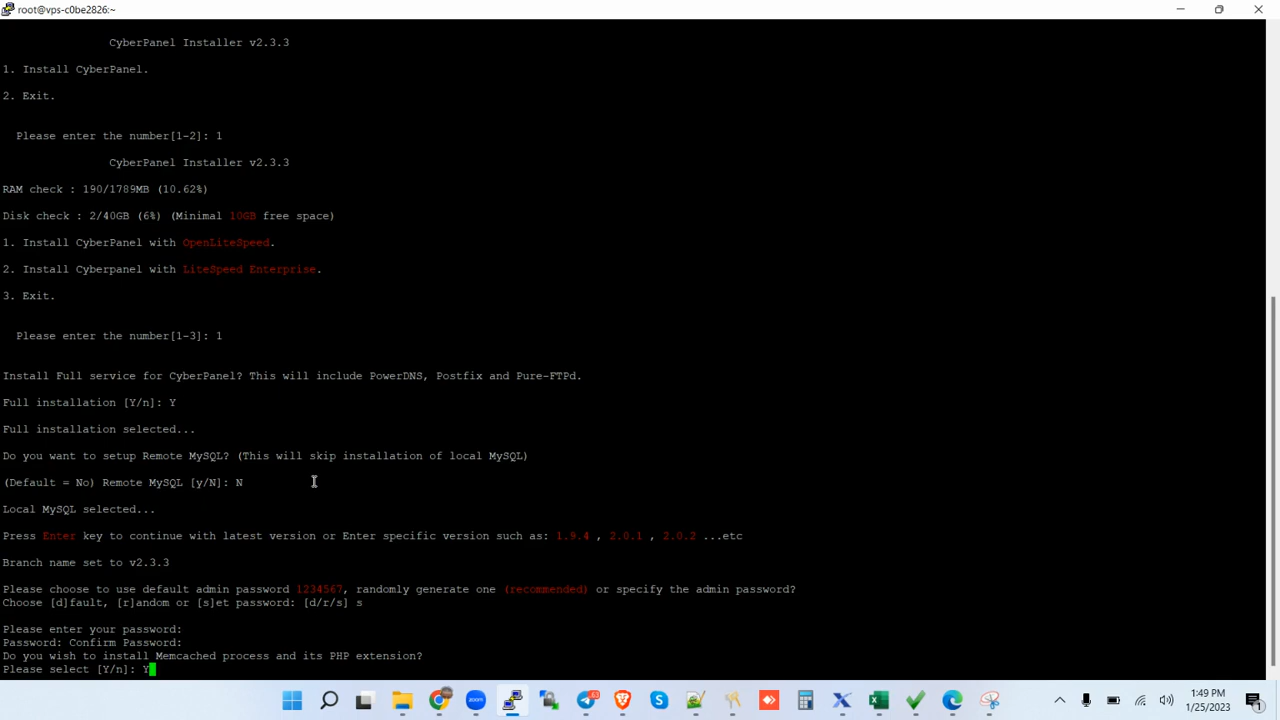 root@vps-c0be2826:~
CyberPanel Installer v2.3.3
1. Install CyberPanel.
2. Exit.
Please enter the number[1-2]: 1
CyberPanel Installer v2.3.3
RAM check : 190/1789MB (10.62%)
Disk check : 2/40GB (6%) (Minimal 10GB free space)
1. Install CyberPanel with OpenLiteSpeed.
2. Install Cyberpanel with LiteSpeed Enterprise.
3. Exit.
Please enter the number[1-3]: 1
Install Full service for CyberPanel? This will include PowerDNS, Postfix and Pure-FTPd.
Full installation [Y/n]: Y
Full installation selected...
Do you want to setup Remote MySQL? (This will skip installation of local MySQL)
(Default = No) Remote MySQL [y/N]: N
Local MySQL selected...
Press Enter key to continue with latest version or Enter specific version such as: 1.9.4 , 2.0.1 , 2.0.2 ...etc
Branch name set to v2.3.3
Please choose to use default admin password 1234567, randomly generate one (recommended) or specify the admin password?
Choose [d]fault, [r]andom or [s]et password: [d/r/s] s
Please enter your password:
Password: Confirm Password:
Do you wish to install Memcached process and its PHP extension?
Please select [Y/n]: Y
zoom
1:49 PM
1/25/2023